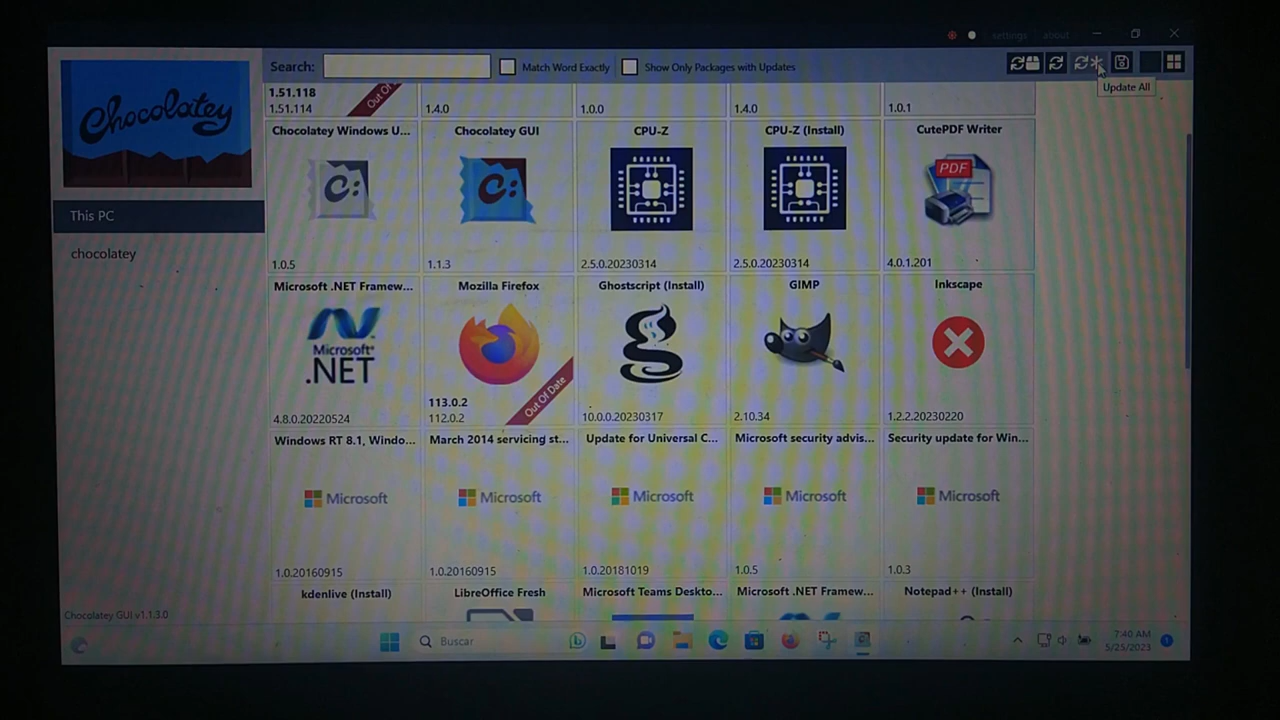 settings about
Search: Match Word Exactly Show Only Packages with Updates
Update All
Chocolatey
This PC
chocolatey
1.51.118
1.51.114
Out Of
1.4.0
1.0.0
1.4.0
1.0.1
Chocolatey Windows U...
Chocolatey GUI
CPU-Z
CPU-Z (Install)
CutePDF Writer
C:
C:
PDF
1.0.5
1.1.3
2.5.0.20230314
2.5.0.20230314
4.0.1.201
Microsoft .NET Framew...
Mozilla Firefox
Ghostscript (Install)
GIMP
Inkscape
Microsoft®
.NET
Out Of Date
113.0.2
4.8.0.20220524
112.0.2
10.0.0.20230317
2.10.34
1.2.2.20230220
Windows RT 8.1, Windo...
March 2014 servicing st...
Update for Universal C...
Microsoft security advis...
Security update for Win...
Microsoft
Microsoft
Microsoft
Microsoft
Microsoft
1.0.20160915
1.0.20160915
1.0.20181019
1.0.5
1.0.3
kdenlive (Install)
LibreOffice Fresh
Microsoft Teams Deskto...
Microsoft .NET Framew...
Notepad++ (Install)
Chocolatey GUI v1.1.3.0
Buscar
7:40 AM
5/25/2023
1